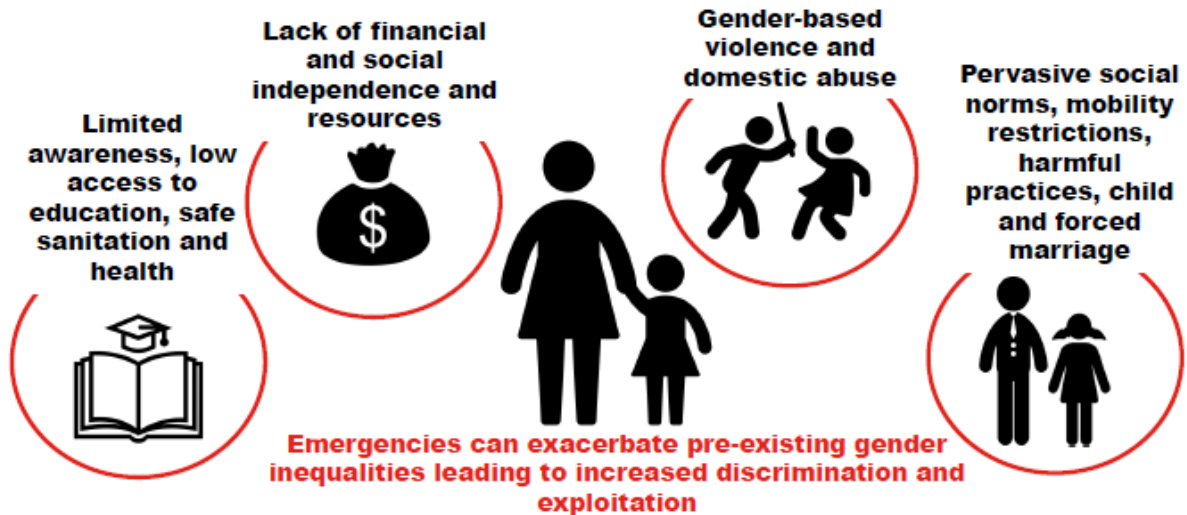 Limited
awareness, low
access to
education, safe
sanitation and
health
Lack of financial
and social
independence and
resources
$
Gender-based
violence and
domestic abuse
Pervasive social
norms, mobility
restrictions,
harmful
practices, child
and forced
marriage
Emergencies can exacerbate pre-existing gender
inequalities leading to increased discrimination and
exploitation